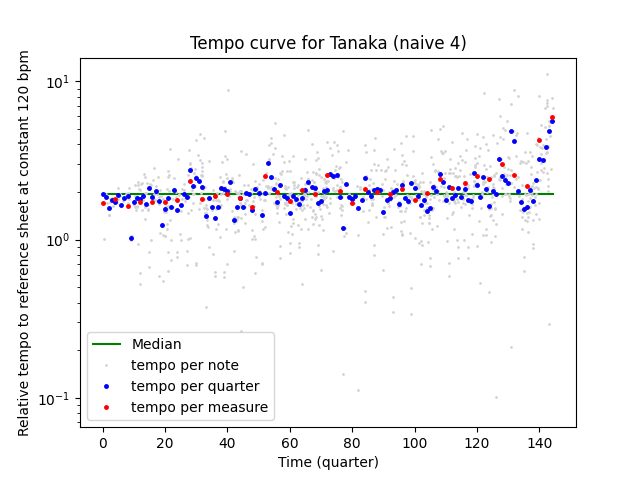 Tempo curve for Tanaka (naive 4)
Relative tempo to reference sheet at constant 120 bpm
10¹
10⁰
10⁻¹
Median
tempo per note
tempo per quarter
tempo per measure
0 20 40 60 80 100 120 140
Time (quarter)